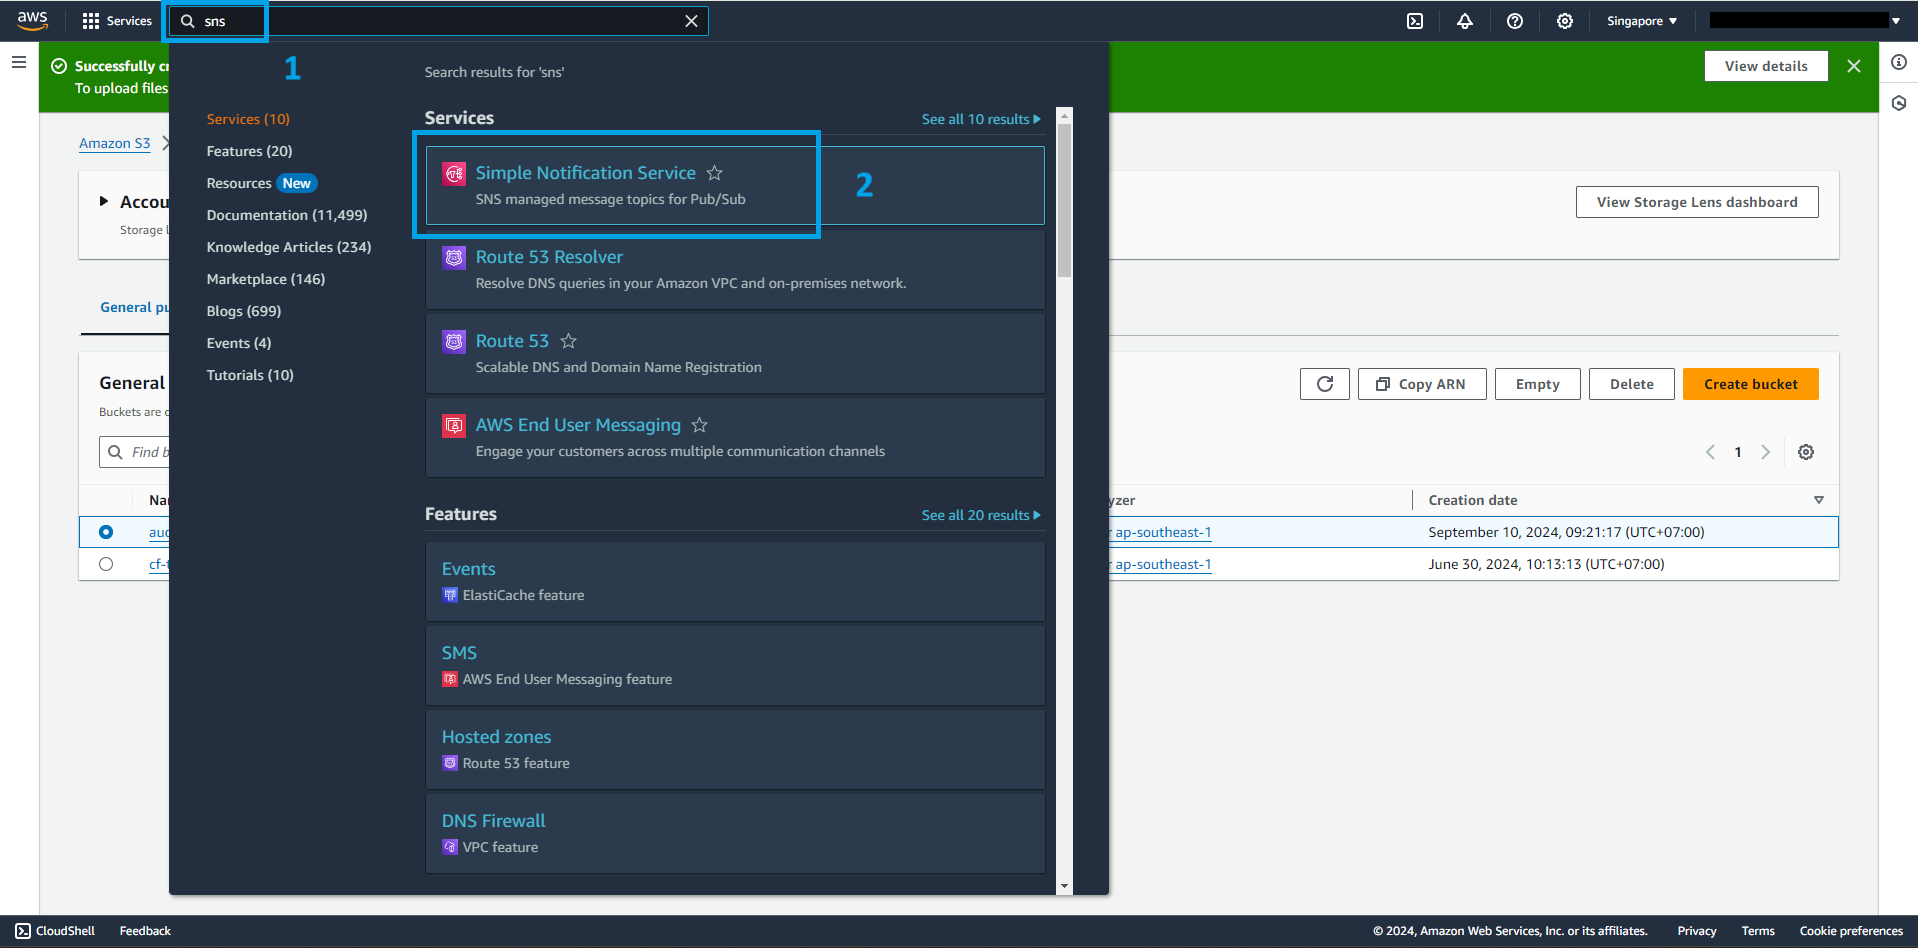 aws
Services
sns
Singapore
1
Successfully cr
To upload files
View details
Search results for 'sns'
Services (10)
Features (20)
Resources New
Documentation (11,499)
Knowledge Articles (234)
Marketplace (146)
Blogs (699)
Events (4)
Tutorials (10)
Services
See all 10 results
Simple Notification Service
SNS managed message topics for Pub/Sub
2
Route 53 Resolver
Resolve DNS queries in your Amazon VPC and on-premises network.
Route 53
Scalable DNS and Domain Name Registration
AWS End User Messaging
Engage your customers across multiple communication channels
Features
See all 20 results
Events
ElastiCache feature
SMS
AWS End User Messaging feature
Hosted zones
Route 53 feature
DNS Firewall
VPC feature
Amazon S3
Accou
Storage l
View Storage Lens dashboard
General pu
General
Buckets are c
Copy ARN
Empty
Delete
Create bucket
Find b
1
Nar
yzer
Creation date
auc
r ap-southeast-1
September 10, 2024, 09:21:17 (UTC+07:00)
cf-t
r ap-southeast-1
June 30, 2024, 10:13:13 (UTC+07:00)
CloudShell
Feedback
© 2024, Amazon Web Services, Inc. or its affiliates.
Privacy
Terms
Cookie preferences